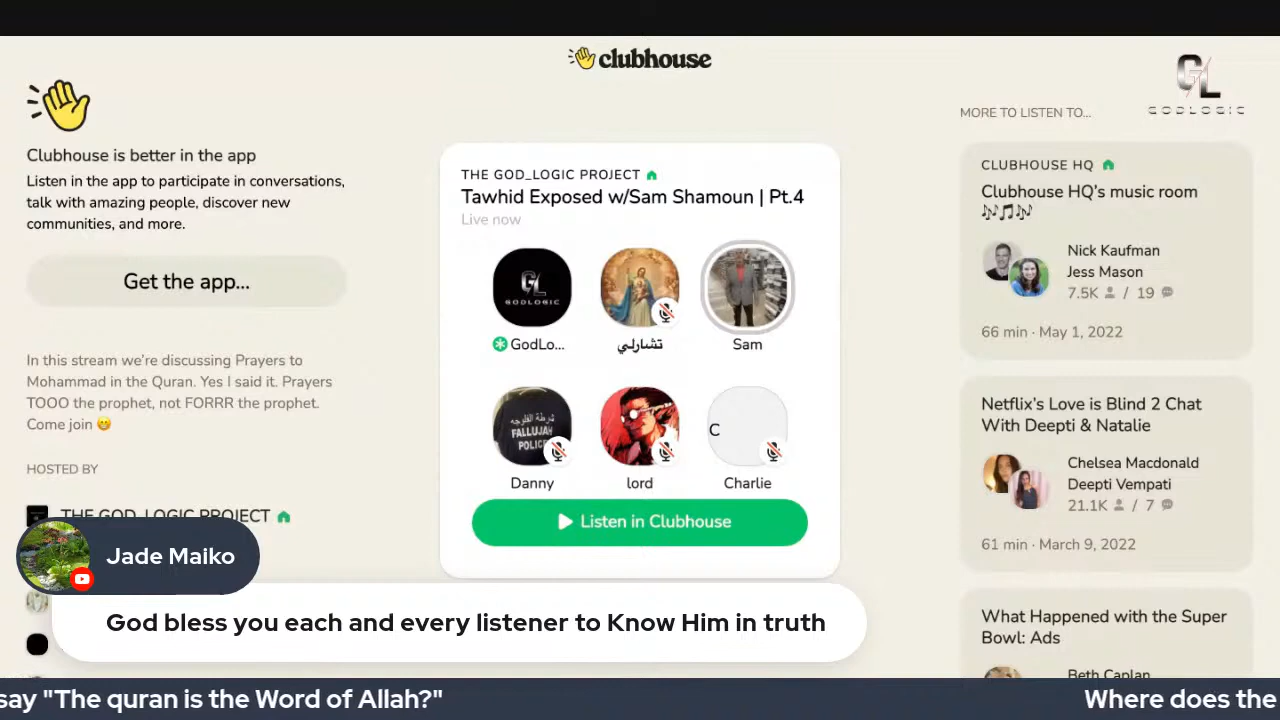 clubhouse
GL
GODLOGIC
Clubhouse is better in the app
Listen in the app to participate in conversations,
talk with amazing people, discover new
communities, and more.
Get the app...
In this stream we're discussing Prayers to
Mohammad in the Quran. Yes I said it. Prayers
TOOO the prophet, not FORRR the prophet.
Come join 😁
HOSTED BY
THE GOD_LOGIC PROJECT
THE GOD_LOGIC PROJECT
Tawhid Exposed w/Sam Shamoun | Pt.4
Live now
GL
GODLOGIC
GodLo...
تشارلي
Sam
شرطة الفلوجه
FALLUJAH
POLICE
C
Danny
lord
Charlie
Listen in Clubhouse
MORE TO LISTEN TO...
CLUBHOUSE HQ
Clubhouse HQ's music room
🎶🎵🎶
Nick Kaufman
Jess Mason
7.5K / 19
66 min · May 1, 2022
Netflix's Love is Blind 2 Chat
With Deepti & Natalie
Chelsea Macdonald
Deepti Vempati
21.1K / 7
61 min · March 9, 2022
What Happened with the Super
Bowl: Ads
Beth Caplan
Jade Maiko
God bless you each and every listener to Know Him in truth
say "The quran is the Word of Allah?"
Where does the